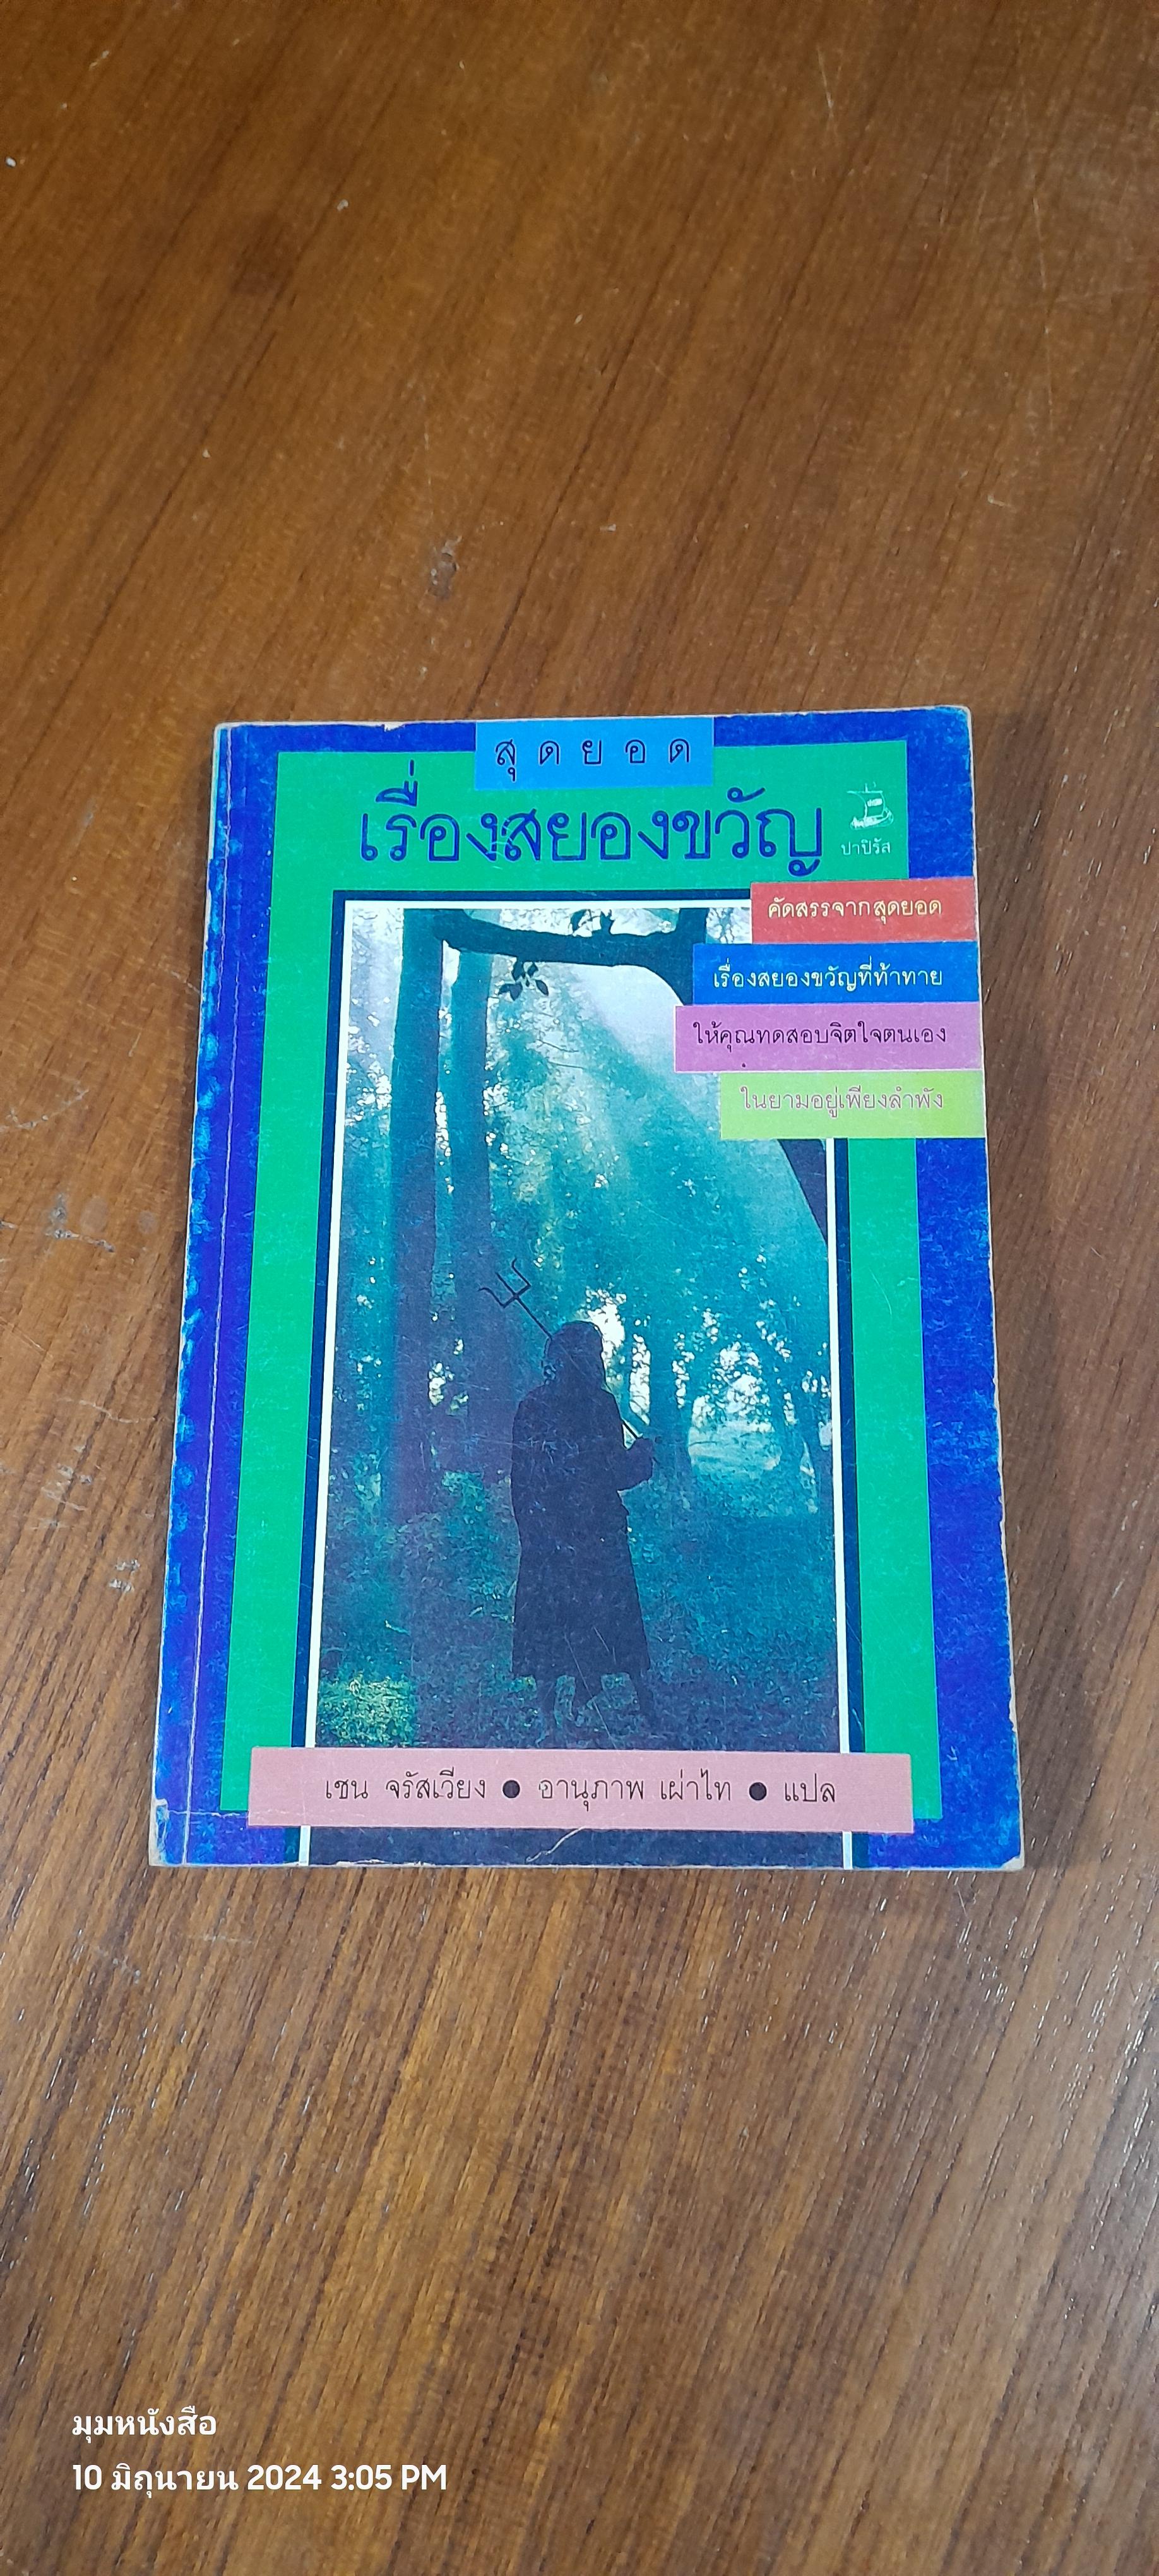 สุดยอด
เรื่องสยองขวัญ
ปาปิรัส
คัดสรรจากสุดยอด
เรื่องสยองขวัญที่ท้าทาย
ให้คุณทดสอบจิตใจตนเอง
ในยามอยู่เพียงลำพัง
เชน จรัสเวียง ● อานุภาพ เผ่าไท ● แปล
มุมหนังสือ
10 มิถุนายน 2024 3:05 PM